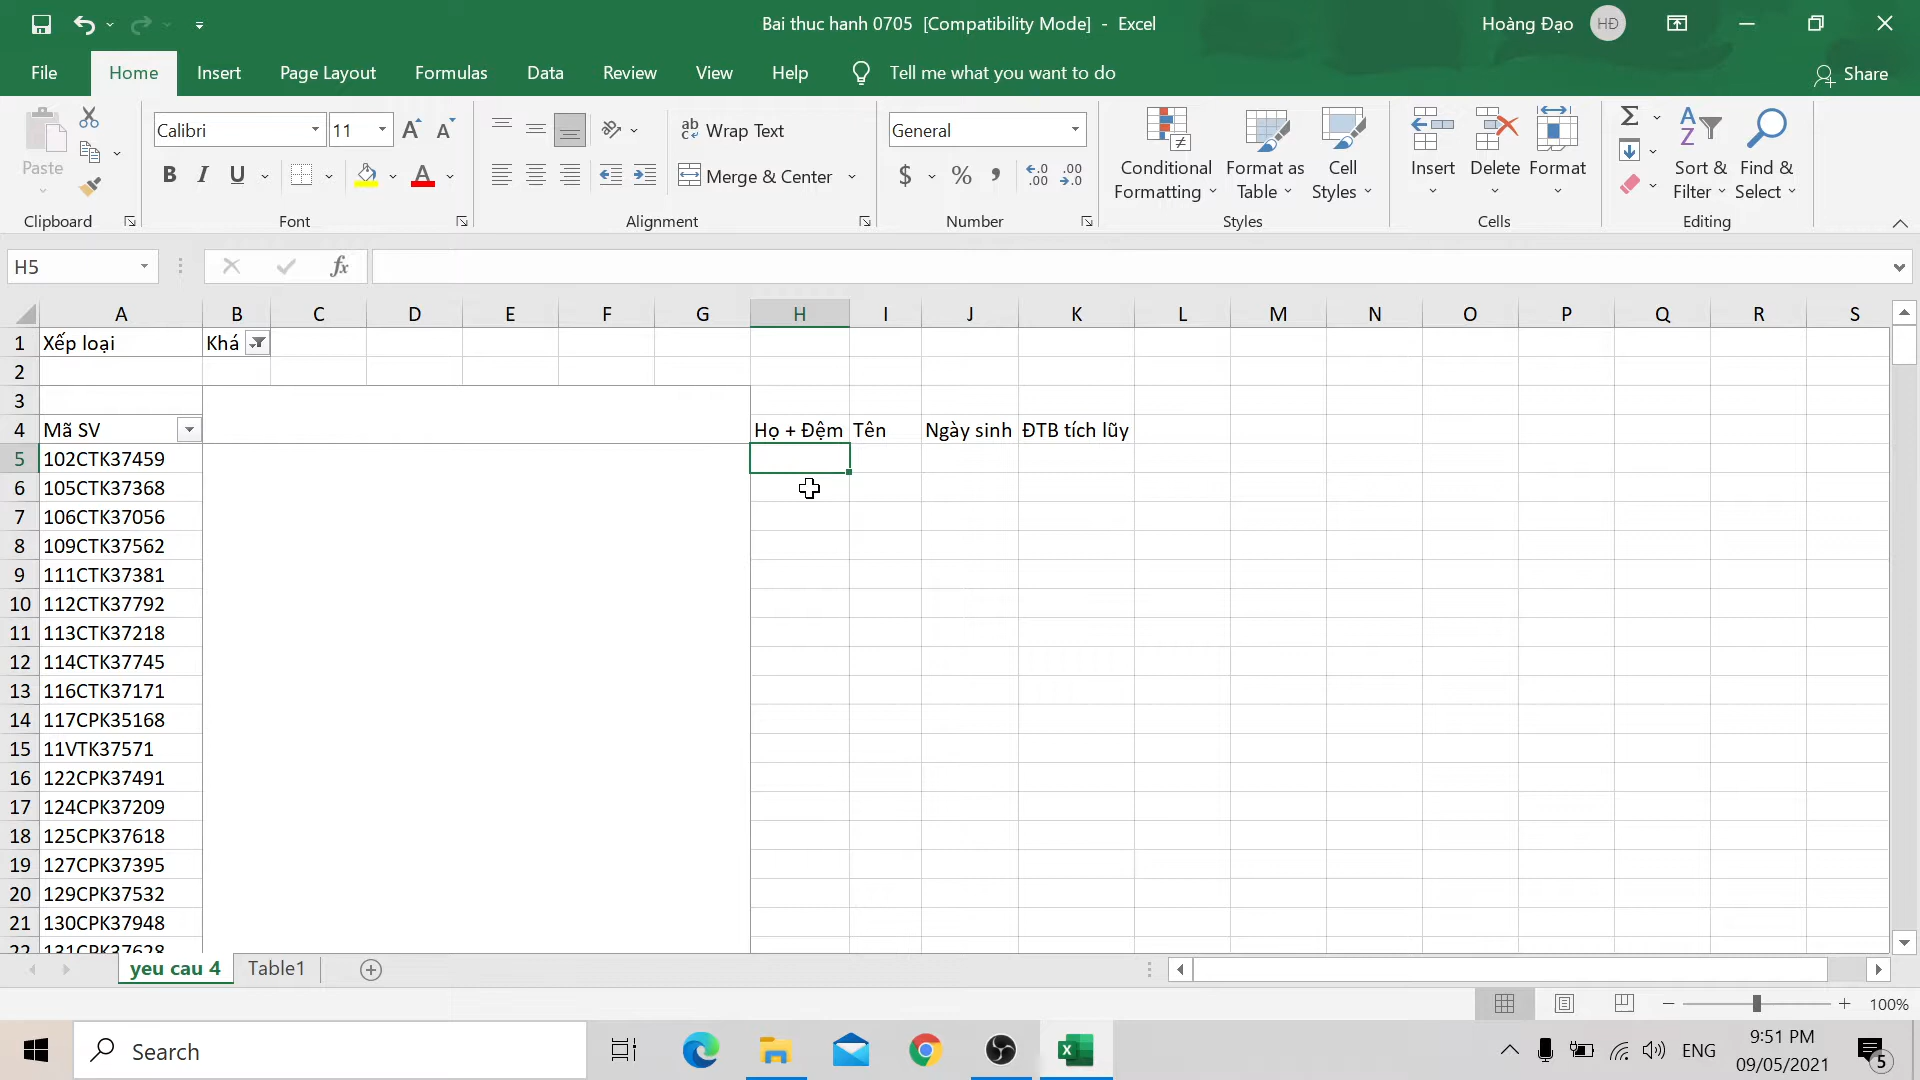 Bai thuc hanh 0705 [Compatibility Mode] - Excel
Hoàng Đạo HĐ
File Home Insert Page Layout Formulas Data Review View Help Tell me what you want to do Share
Paste
Clipboard
Calibri 11
B I U A
Font
ab Wrap Text
Merge & Center
Alignment
General
$ % ,
Number
Conditional Formatting
Format as Table
Cell Styles
Styles
Insert Delete Format
Cells
Sort & Filter
Find & Select
Editing
H5 fx
A B C D E F G H I J K L M N O P Q R S
1 Xếp loại Khá
2
3
4 Mã SV Họ + Đệm Tên Ngày sinh ĐTB tích lũy
5 102CTK37459
6 105CTK37368
7 106CTK37056
8 109CTK37562
9 111CTK37381
10 112CTK37792
11 113CTK37218
12 114CTK37745
13 116CTK37171
14 117CPK35168
15 11VTK37571
16 122CPK37491
17 124CPK37209
18 125CPK37618
19 127CPK37395
20 129CPK37532
21 130CPK37948
22 131CPK37628
yeu cau 4 Table1
100%
Search
ENG
9:51 PM
09/05/2021
5